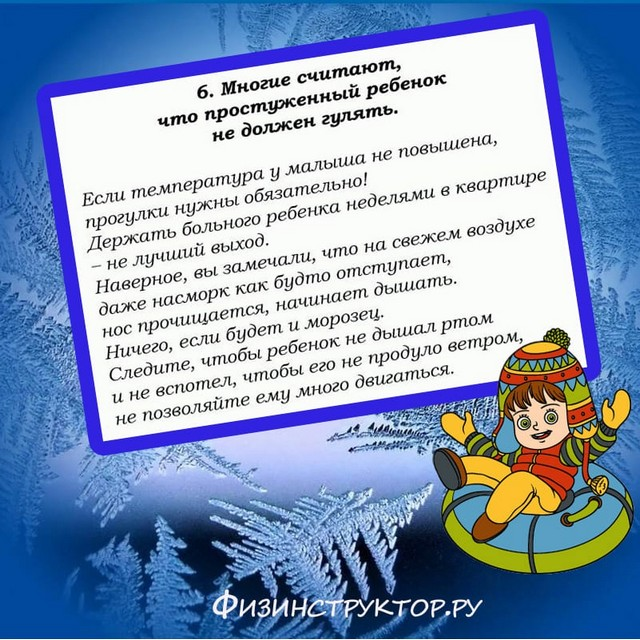 6. Многие считают,
что простуженный ребенок
не должен гулять.
Если температура у малыша не повышена,
прогулки нужны обязательно!
Держать больного ребенка неделями в квартире
– не лучший выход.
Наверное, вы замечали, что на свежем воздухе
даже насморк как будто отступает,
нос прочищается, начинает дышать.
Ничего, если будет и морозец.
Следите, чтобы ребенок не дышал ртом
и не вспотел, чтобы его не продуло ветром,
не позволяйте ему много двигаться.
Физинструктор.ру